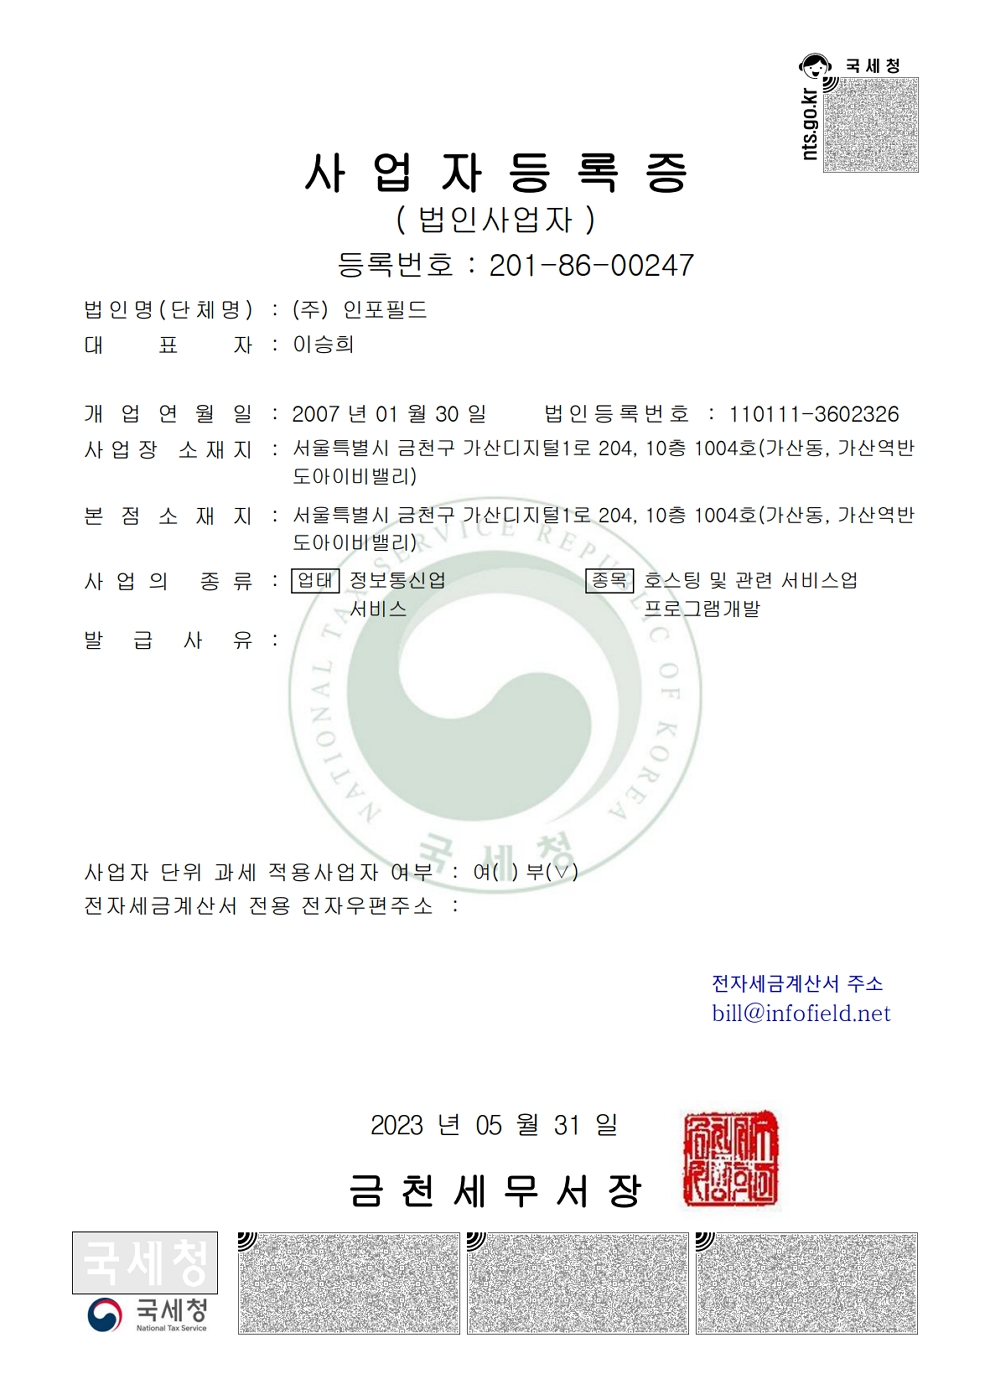 국세청
nts.go.kr
사업자등록증
( 법인사업자 )
등록번호 : 201-86-00247
법인명(단체명) : (주) 인포필드
대표자 : 이승희
개업연월일 : 2007 년 01 월 30 일 법인등록번호 : 110111-3602326
사업장 소재지 : 서울특별시 금천구 가산디지털1로 204, 10층 1004호(가산동, 가산역반
도아이비밸리)
본점소재지 : 서울특별시 금천구 가산디지털1로 204, 10층 1004호(가산동, 가산역반
도아이비밸리)
사업의 종류 : 업태 정보통신업 종목 호스팅 및 관련 서비스업
서비스 프로그램개발
발급사유 :
NATIONAL TAX SERVICE REPUBLIC OF KOREA
국세청
사업자 단위 과세 적용사업자 여부 : 여( ) 부(▽)
전자세금계산서 전용 전자우편주소 :
전자세금계산서 주소
bill@infofield.net
2023 년 05 월 31 일
금천세무서장
국세청
국세청
National Tax Service